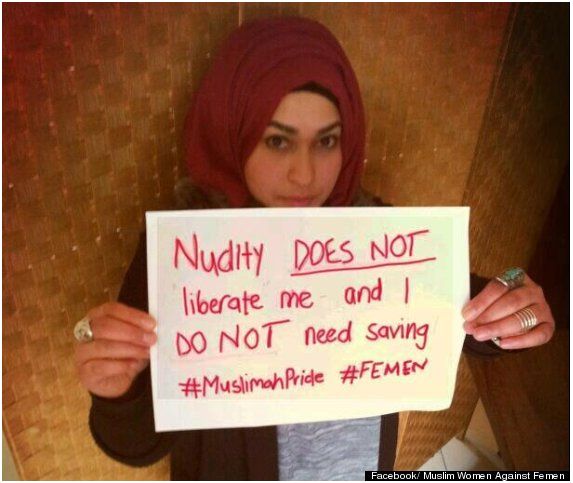 Nudity DOES NOT
liberate me and I
DO NOT need saving
#MuslimahPride #FEMEN
Facebook/ Muslim Women Against Femen